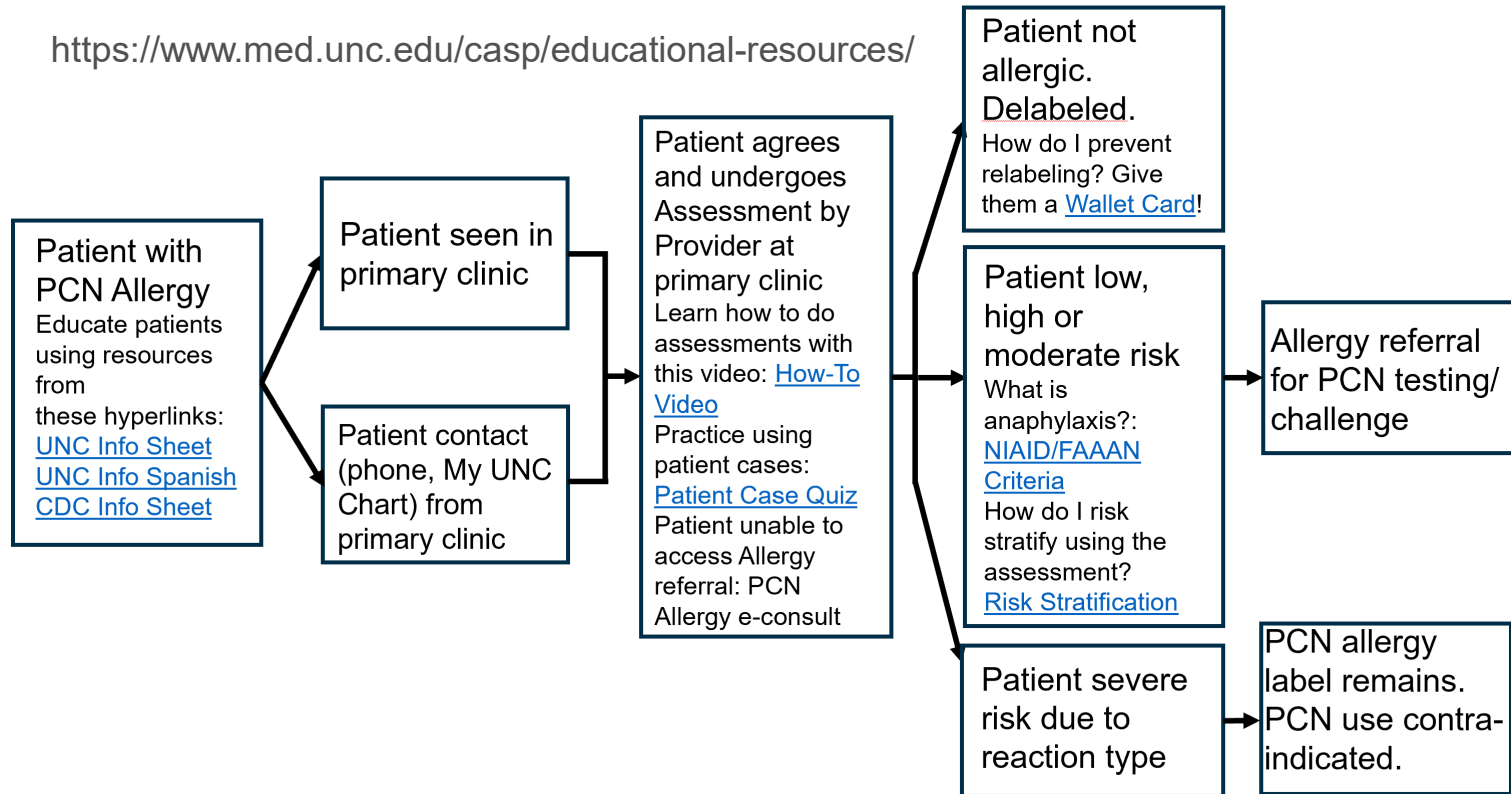 https://www.med.unc.edu/casp/educational-resources/
Patient with
PCN Allergy
Educate patients
using resources
from
these hyperlinks:
UNC Info Sheet
UNC Info Spanish
CDC Info Sheet
Patient seen in
primary clinic
Patient contact
(phone, My UNC
Chart) from
primary clinic
Patient agrees
and undergoes
Assessment by
Provider at
primary clinic
Learn how to do
assessments with
this video: How-To
Video
Practice using
patient cases:
Patient Case Quiz
Patient unable to
access Allergy
referral: PCN
Allergy e-consult
Patient not
allergic.
Delabeled.
How do I prevent
relabeling? Give
them a Wallet Card!
Patient low,
high or
moderate risk
What is
anaphylaxis?:
NIAID/FAAAN
Criteria
How do I risk
stratify using the
assessment?
Risk Stratification
Allergy referral
for PCN testing/
challenge
Patient severe
risk due to
reaction type
PCN allergy
label remains.
PCN use contra-
indicated.